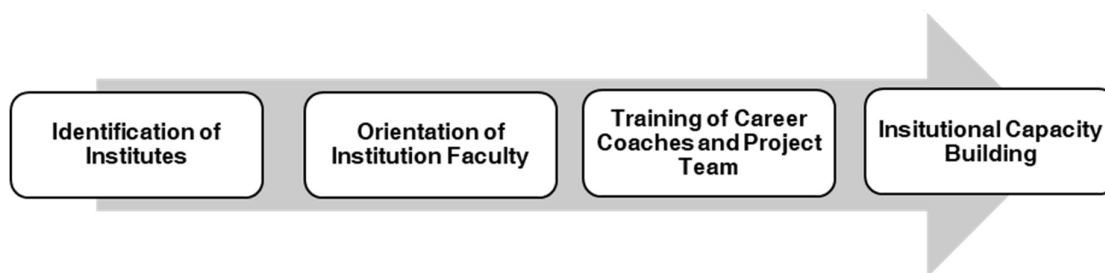 Identification of
Institutes
Orientation of
Institution Faculty
Training of Career
Coaches and Project
Team
Insitutional Capacity
Building